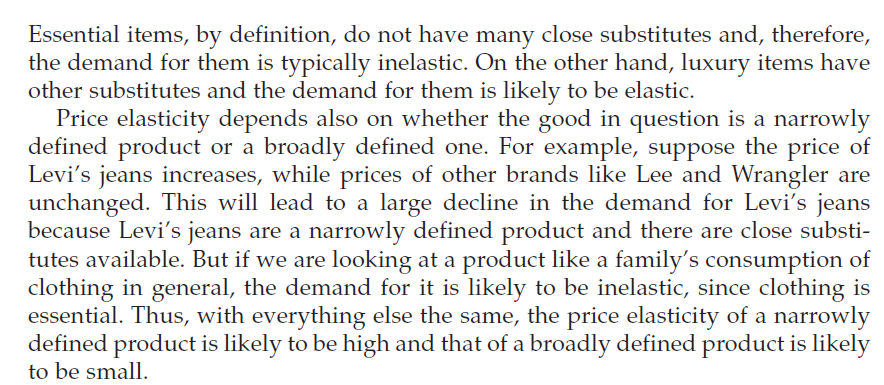 Essential items, by definition, do not have many close substitutes and, therefore,
the demand for them is typically inelastic. On the other hand, luxury items have
other substitutes and the demand for them is likely to be elastic.
Price elasticity depends also on whether the good in question is a narrowly
defined product or a broadly defined one. For example, suppose the price of
Levi’s jeans increases, while prices of other brands like Lee and Wrangler are
unchanged. This will lead to a large decline in the demand for Levi’s jeans
because Levi’s jeans are a narrowly defined product and there are close substi-
tutes available. But if we are looking at a product like a family’s consumption of
clothing in general, the demand for it is likely to be inelastic, since clothing is
essential. Thus, with everything else the same, the price elasticity of a narrowly
defined product is likely to be high and that of a broadly defined product is likely
to be small.